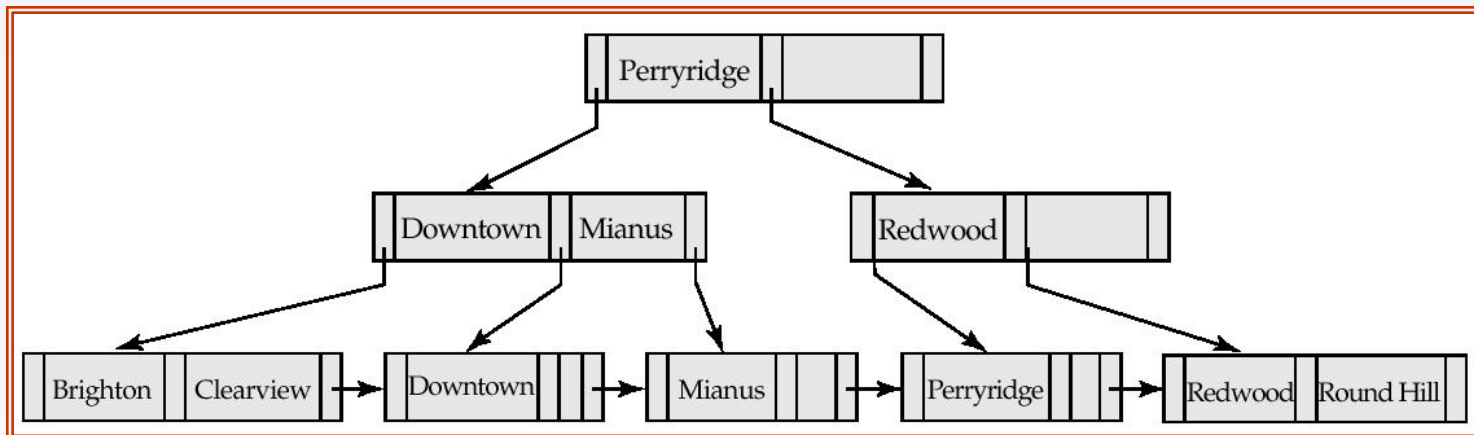 Perryridge
Downtown Mianus
Redwood
Brighton Clearview
Downtown
Mianus
Perryridge
Redwood Round Hill